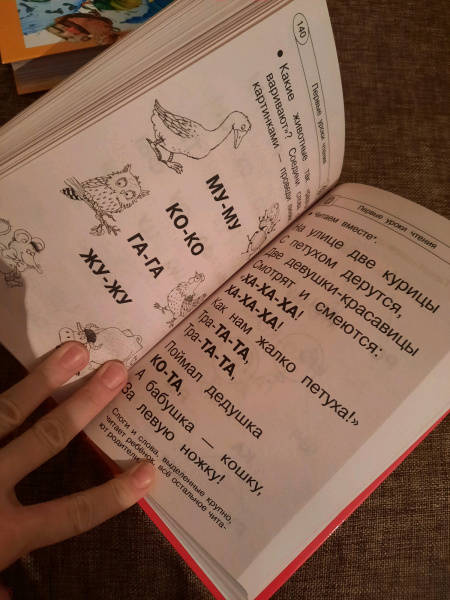 140
Первые уроки чтения
• Какие животные так
варивают»? Соедини
картинками — проведи
МУ-МУ
КО-КО
ГА-ГА
ЖУ-ЖУ
Первые уроки чтения
Читаем вместе*.
На улице две курицы
С петухом дерутся,
Две девушки-красавицы
Смотрят и смеются:
«ХА-ХА-ХА!
ХА-ХА-ХА!
Как нам жалко петуха!»
Тра-ТА-ТА,
Тра-ТА-ТА,
Поймал дедушка
КО-ТА,
А бабушка — кошку,
За левую ножку!
Слоги и слова, выделенные крупно,
читает ребёнок, всё остальное чита-
ют родители